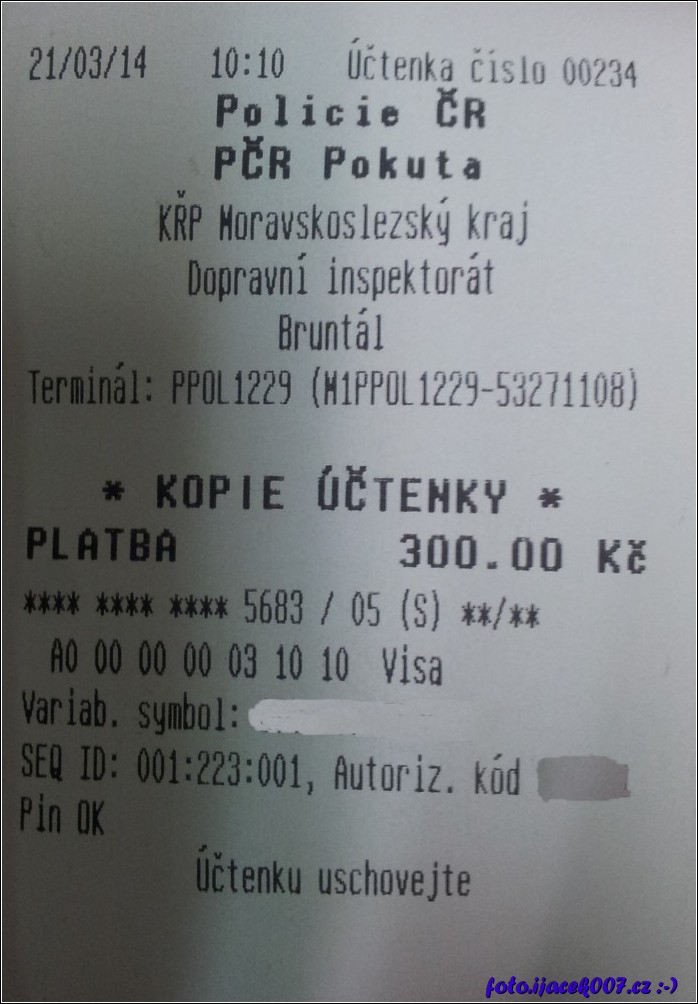 21/03/14 10:10 Účtenka číslo 00234
Policie ČR
PČR Pokuta
KŘP Moravskoslezský kraj
Dopravní inspektorát
Bruntál
Terminál: PPOL1229 (M1PPOL1229-53271108)
* KOPIE ÚČTENKY *
PLATBA 300.00 Kč
**** **** **** 5683 / 05 (S) **/**
A0 00 00 00 03 10 10 Visa
Variab. symbol:
SEQ ID: 001:223:001, Autoriz. kód
Pin OK
Účtenku uschovejte
foto.ijacek007.cz :-)